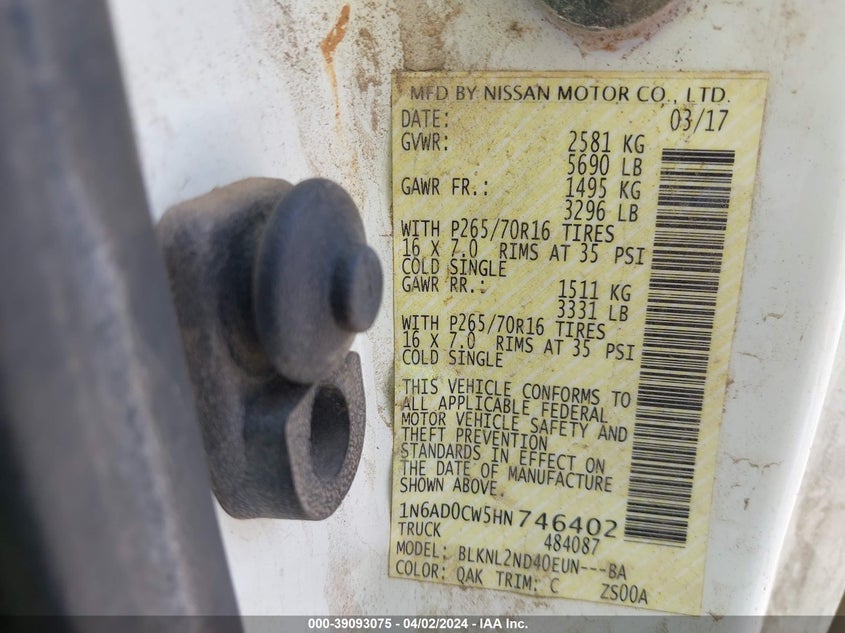 MFD BY NISSAN MOTOR CO., LTD.
DATE: 03/17
GVWR: 2581 KG
5690 LB
GAWR FR.: 1495 KG
3296 LB
WITH P265/70R16 TIRES
16 X 7.0 RIMS AT 35 PSI
COLD SINGLE
GAWR RR.: 1511 KG
3331 LB
WITH P265/70R16 TIRES
16 X 7.0 RIMS AT 35 PSI
COLD SINGLE
THIS VEHICLE CONFORMS TO
ALL APPLICABLE FEDERAL
MOTOR VEHICLE SAFETY AND
THEFT PREVENTION
STANDARDS IN EFFECT ON
THE DATE OF MANUFACTURE
SHOWN ABOVE.
1N6AD0CW5HN746402
TRUCK 484087
MODEL: BLKNL2ND40EUN---BA
COLOR: QAK TRIM: C ZS00A
000-39093075 - 04/02/2024 - IAA Inc.